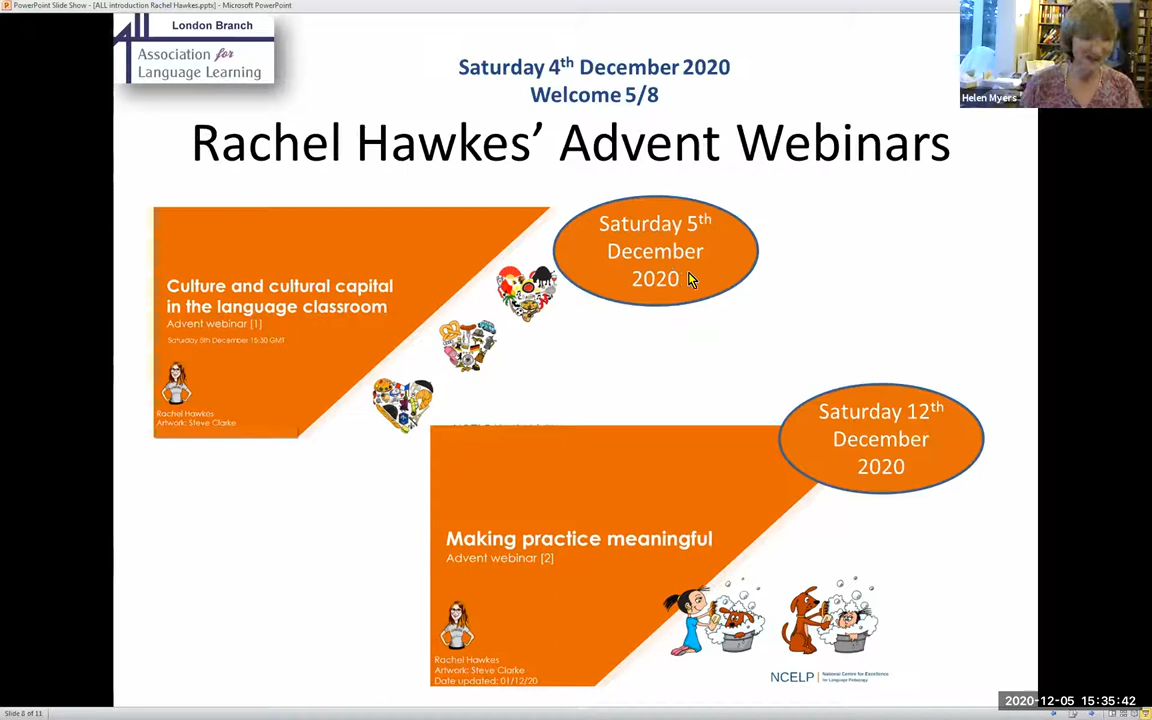 PowerPoint Slide Show - [ALL introduction Rachel Hawkes.pptx] - Microsoft PowerPoint
London Branch
Association for
Language Learning
Saturday 4th December 2020
Welcome 5/8
Helen Myers
Rachel Hawkes' Advent Webinars
Saturday 5th
December
2020
Culture and cultural capital
in the language classroom
Advent webinar [1]
Saturday 5th December 15:30 GMT
Rachel Hawkes
Artwork: Steve Clarke
Saturday 12th
December
2020
Making practice meaningful
Advent webinar [2]
Rachel Hawkes
Artwork: Steve Clarke
Date updated: 01/12/20
NCELP
National Centre for Excellence
for Language Pedagogy
2020-12-05 15:35:42
Slide 8 of 11